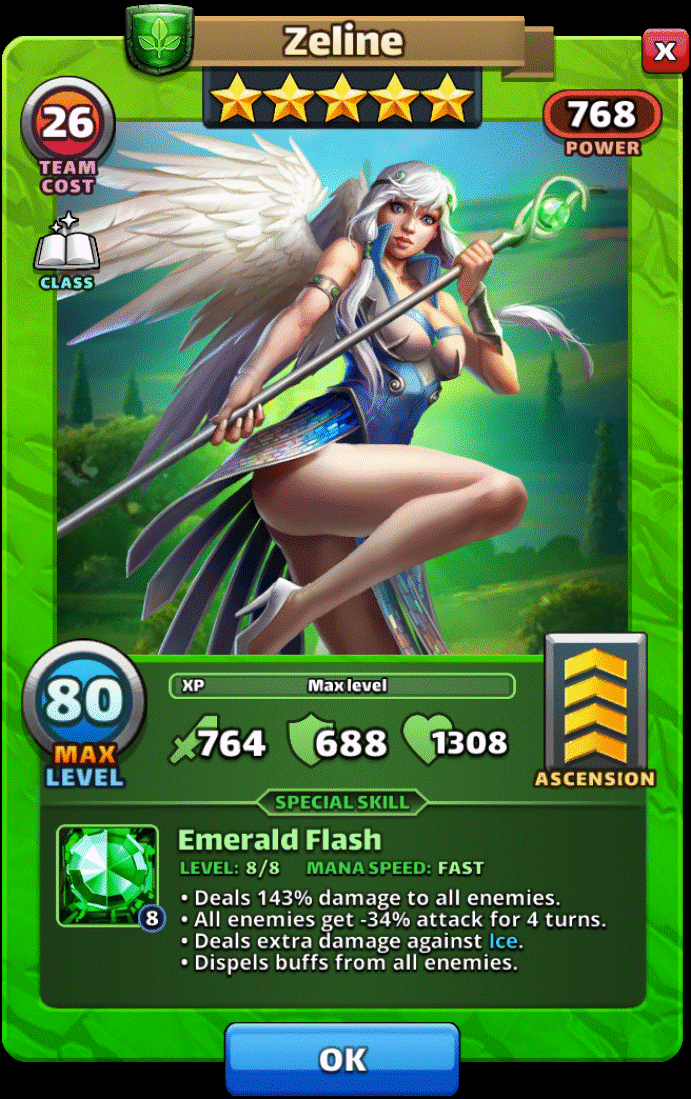 Zeline
X
26
TEAM
COST
768
POWER
CLASS
80
MAX
LEVEL
XP Max level
764 688 1308
ASCENSION
SPECIAL SKILL
Emerald Flash
LEVEL: 8/8 MANA SPEED: FAST
8
• Deals 143% damage to all enemies.
• All enemies get -34% attack for 4 turns.
• Deals extra damage against Ice.
• Dispels buffs from all enemies.
OK